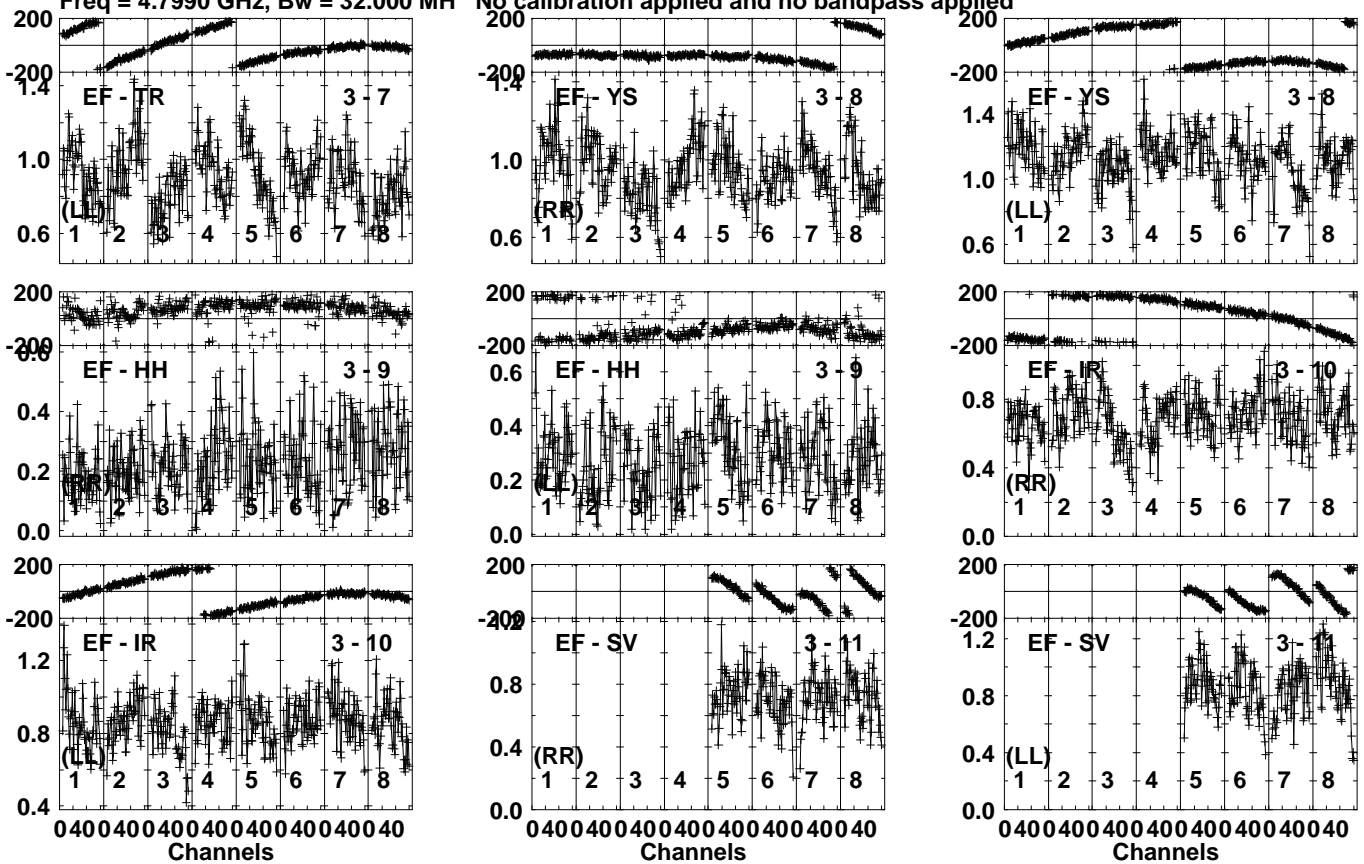 Freq = 4.7990 GHz, Bw = 32.000 MH No calibration applied and no bandpass applied
200 200 200
-200 -200 -200
1.4 1.4
EF - TR 3 - 7 EF - YS 3 - 8 EF - YS 3 - 8
1.4
1.0 1.0 1.0
(LL) (RR) (LL)
0.6 0.6 0.6
1 2 3 4 5 6 7 8 1 2 3 4 5 6 7 8 1 2 3 4 5 6 7 8
200 200 200
-200 -200 -200
0.6
EF - HH 3 - 9 EF - HH 3 - 9 EF - IR 3 - 10
0.6
0.4 0.4 0.8
0.2 0.2 0.4
(RR) (LL) (RR)
1 2 3 4 5 6 7 8 1 2 3 4 5 6 7 8 1 2 3 4 5 6 7 8
0.0 0.0 0.0
200 200 200
-200 -200 -200
1.2
EF - IR 3 - 10 EF - SV 3 - 11 EF - SV 3 - 11
1.2 1.2
0.8 0.8 0.8
(LL) (RR) (LL)
0.4 0.4
1 2 3 4 5 6 7 8 1 2 3 4 5 6 7 8 1 2 3 4 5 6 7 8
0.4 0.0 0.0
0 40 0 40 0 40 0 40 0 40 0 40 0 40 0 40 0 40 0 40 0 40 0 40 0 40 0 40 0 40 0 40 0 40 0 40 0 40 0 40 0 40 0 40 0 40 0 40
Channels Channels Channels